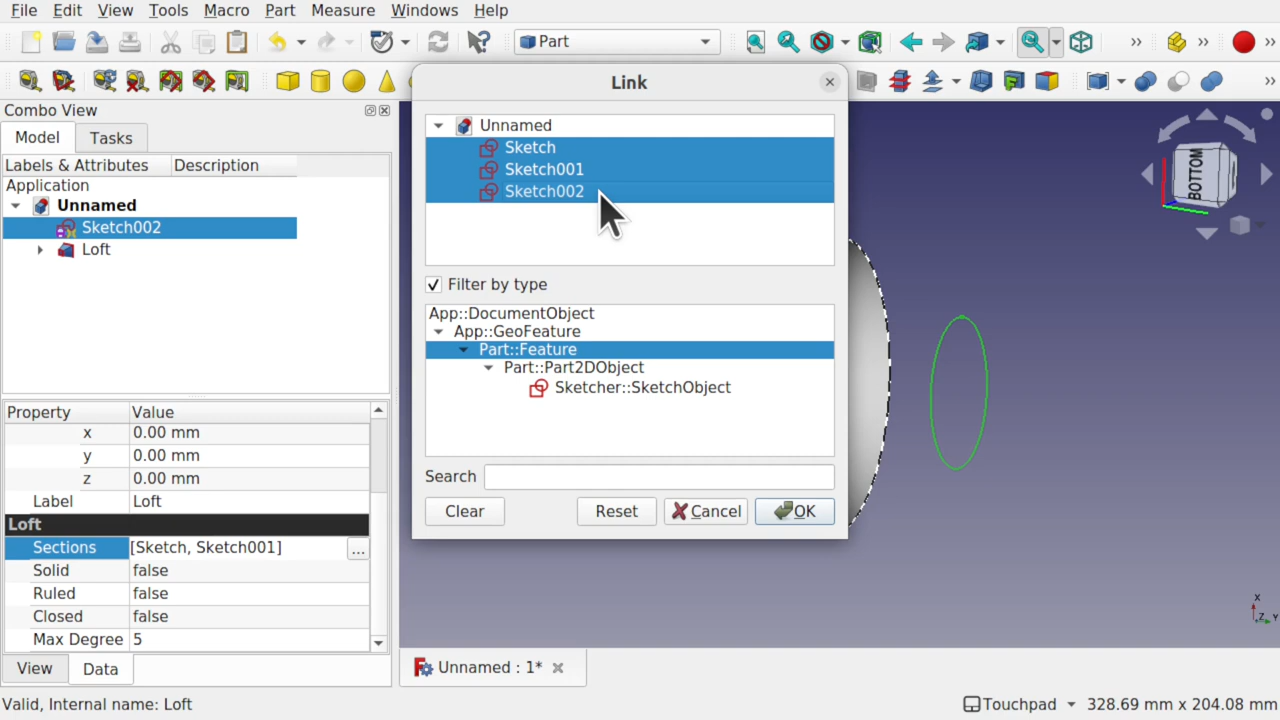 File Edit View Tools Macro Part Measure Windows Help
Part
Combo View
Model Tasks
Labels & Attributes Description
Application
Unnamed
Sketch002
Loft
Property Value
x 0.00 mm
y 0.00 mm
z 0.00 mm
Label Loft
Loft
Sections [Sketch, Sketch001] ...
Solid false
Ruled false
Closed false
Max Degree 5
View Data
Link
Unnamed
Sketch
Sketch001
Sketch002
Filter by type
App::DocumentObject
App::GeoFeature
Part::Feature
Part::Part2DObject
Sketcher::SketchObject
Search
Clear Reset Cancel OK
BOTTOM
X
Z Y
Unnamed : 1*
Valid, Internal name: Loft
Touchpad 328.69 mm x 204.08 mm